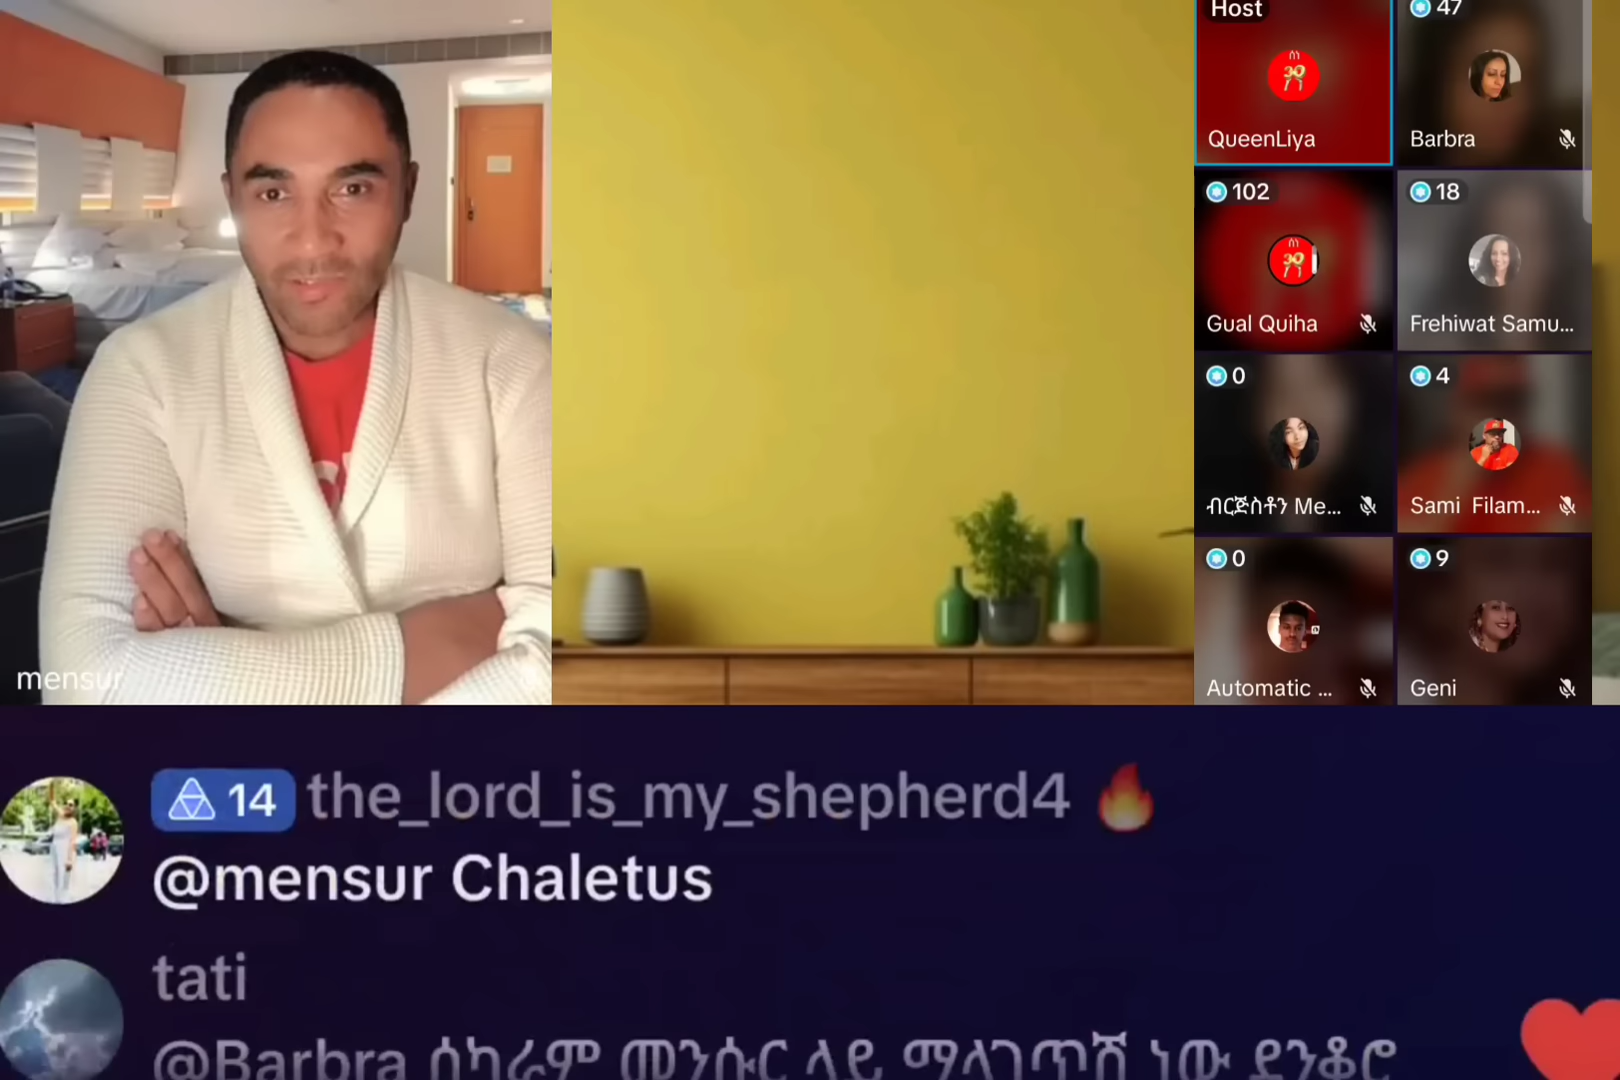 Host
47
QueenLiya
Barbra
102
18
Gual Quiha
Frehiwat Samu...
0
4
ብርጅስቶን Me...
Sami Filam...
0
9
Automatic ...
Geni
mensur
14 the_lord_is_my_shepherd4 🔥
@mensur Chaletus
tati
@Barbra ሰካራም መንሱር ላይ ማላገጥሽ ነው ደንቆሮ